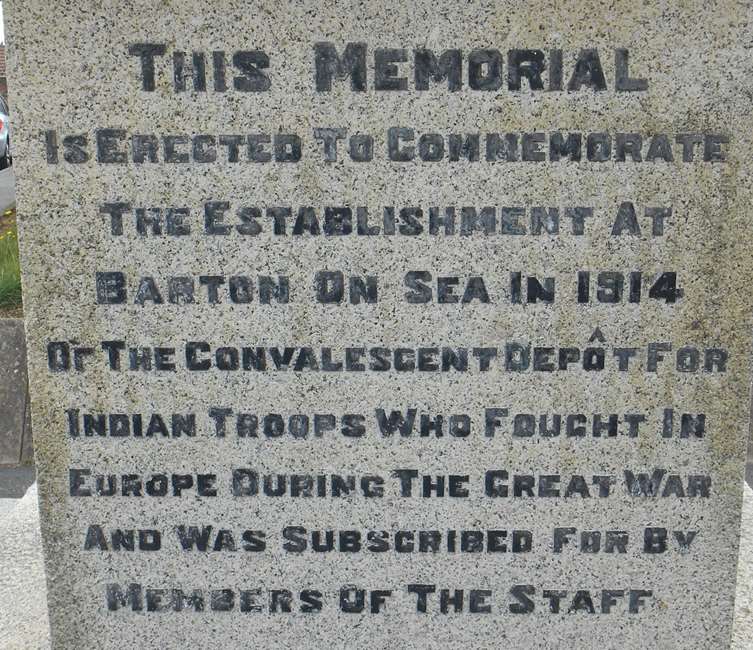 THIS MEMORIAL
IS ERECTED TO COMMEMORATE
THE ESTABLISHMENT AT
BARTON ON SEA IN 1914
OF THE CONVALESCENT DEPÔT FOR
INDIAN TROOPS WHO FOUGHT IN
EUROPE DURING THE GREAT WAR
AND WAS SUBSCRIBED FOR BY
MEMBERS OF THE STAFF